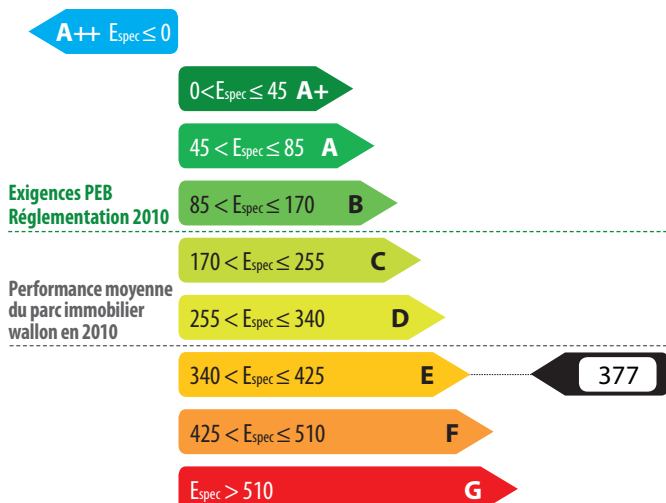 A++ Espec ≤ 0
0<Espec ≤ 45 A+
45 < Espec ≤ 85 A
Exigences PEB
Réglementation 2010
85 < Espec ≤ 170 B
170 < Espec ≤ 255 C
Performance moyenne
du parc immobilier
wallon en 2010
255 < Espec ≤ 340 D
340 < Espec ≤ 425 E 377
425 < Espec ≤ 510 F
Espec > 510 G